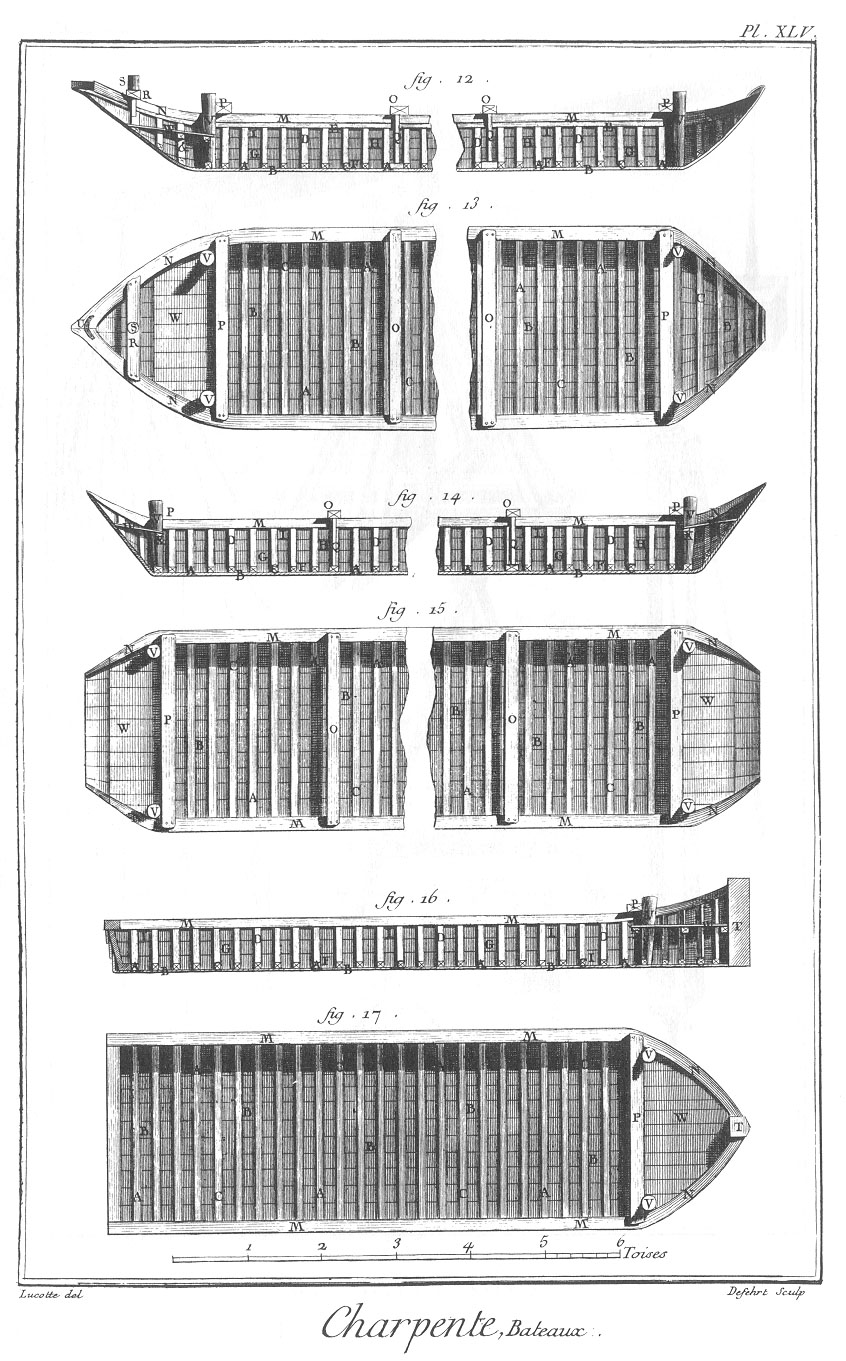 Pl. XLV.
fig. 12.
S R N P M O O M P
V
L D H Q D Q H L D G
G
A B C F A A F B C A
fig. 13.
M M
N V C A A V N
A C
U W B P O O B P B
S R B B
N V A C C V N
fig. 14.
P M O O M P N
D L H Q D D Q L D H
G G
A B C F A A B F C
fig. 15.
N V M M V N
C A A C A A
W P B B B B P W
B O O
A C A C
N V M M V N
fig. 16.
M M P
L D D L D T
G G
A B A F B A B C I A
fig. 17.
M M
A C A C V N
B B B B B P W T
A C A C A V N
M M
1 2 3 4 5 6 Toises
Lucotte del Defehrt Sculp
Charpente, Bateaux.